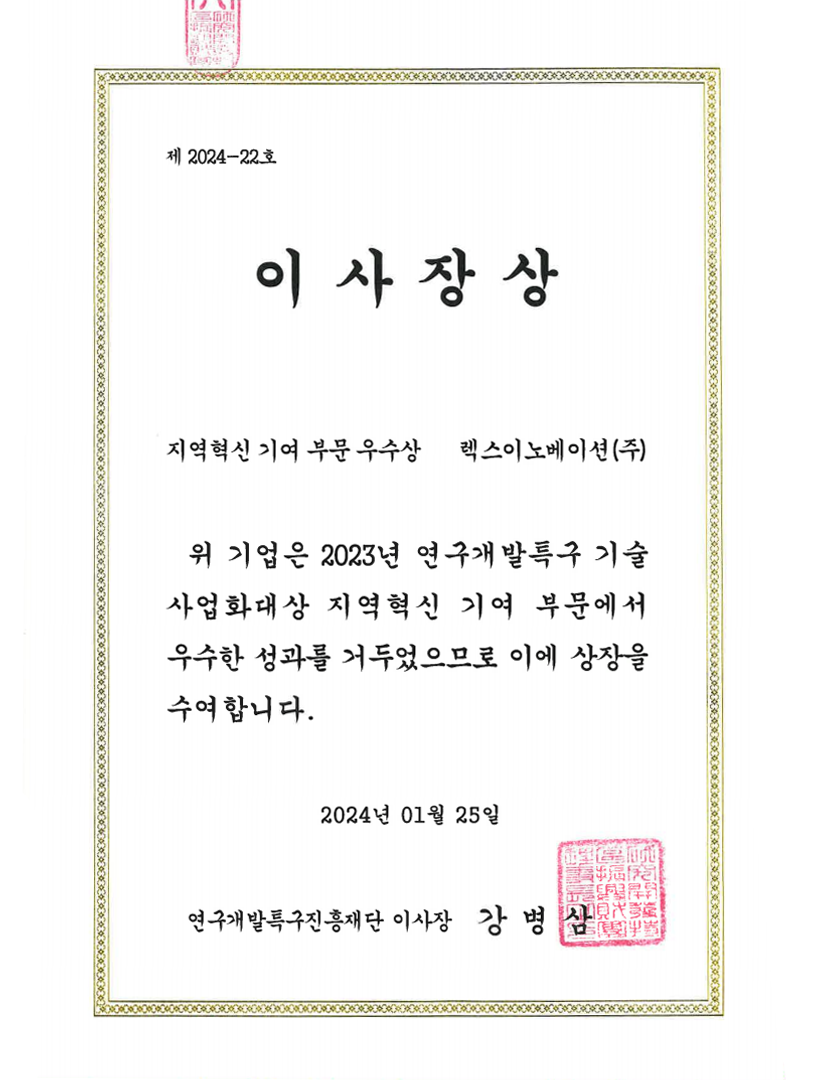 제 2024-22호
이 사 장 상
지역혁신 기여 부문 우수상 렉스이노베이션(주)
위 기업은 2023년 연구개발특구 기술
사업화대상 지역혁신 기여 부문에서
우수한 성과를 거두었으므로 이에 상장을
수여합니다.
2024년 01월 25일
연구개발특구진흥재단 이사장 강 병 삼